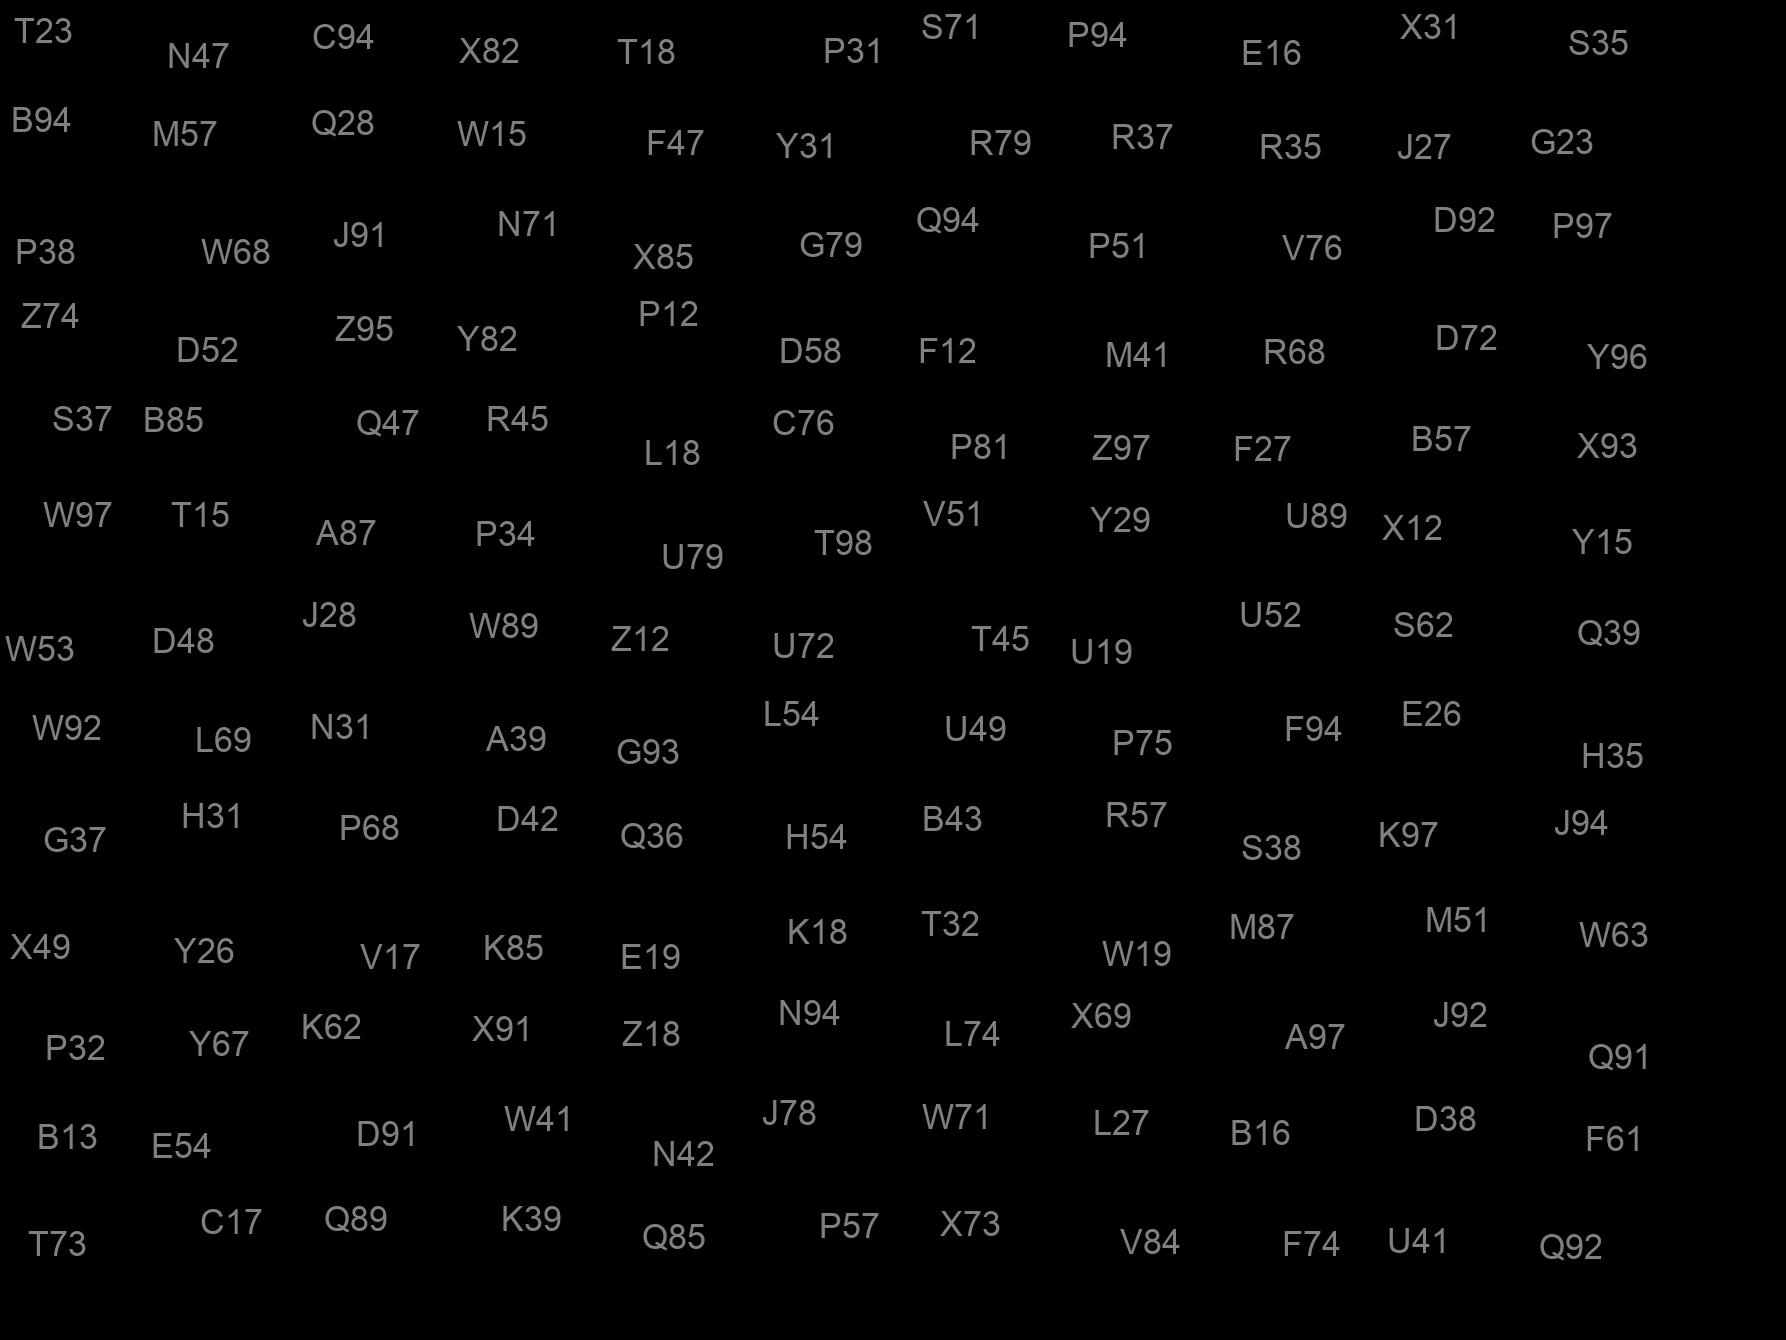 T23 N47 C94 X82 T18 P31 S71 P94 E16 X31 S35
B94 M57 Q28 W15 F47 Y31 R79 R37 R35 J27 G23
P38 W68 J91 N71 X85 G79 Q94 P51 V76 D92 P97
Z74 D52 Z95 Y82 P12 D58 F12 M41 R68 D72 Y96
S37 B85 Q47 R45 L18 C76 P81 Z97 F27 B57 X93
W97 T15 A87 P34 U79 T98 V51 Y29 U89 X12 Y15
W53 D48 J28 W89 Z12 U72 T45 U19 U52 S62 Q39
W92 L69 N31 A39 G93 L54 U49 P75 F94 E26 H35
G37 H31 P68 D42 Q36 H54 B43 R57 S38 K97 J94
X49 Y26 V17 K85 E19 K18 T32 W19 M87 M51 W63
P32 Y67 K62 X91 Z18 N94 L74 X69 A97 J92 Q91
B13 E54 D91 W41 N42 J78 W71 L27 B16 D38 F61
T73 C17 Q89 K39 Q85 P57 X73 V84 F74 U41 Q92